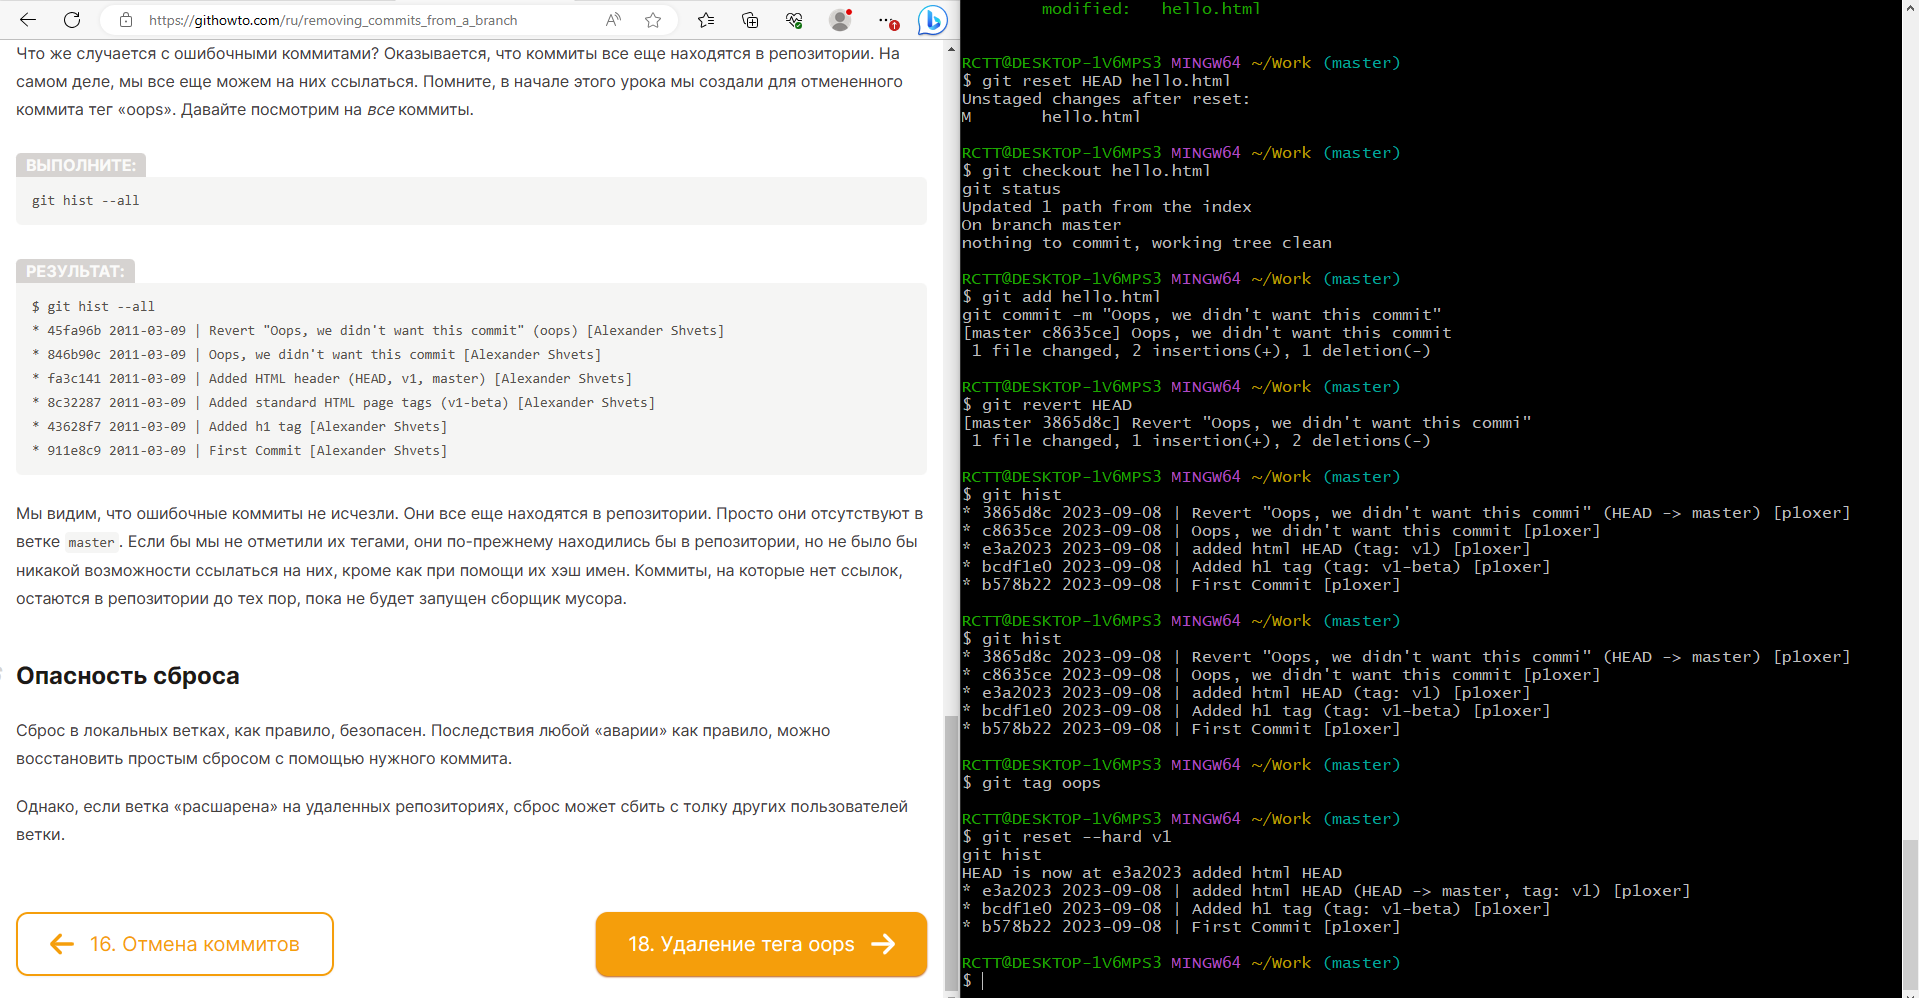 https://githowto.com/ru/removing_commits_from_a_branch
Что же случается с ошибочными коммитами? Оказывается, что коммиты все еще находятся в репозитории. На
самом деле, мы все еще можем на них ссылаться. Помните, в начале этого урока мы создали для отмененного
коммита тег «oops». Давайте посмотрим на все коммиты.
ВЫПОЛНИТЕ:
git hist --all
РЕЗУЛЬТАТ:
$ git hist --all
* 45fa96b 2011-03-09 | Revert "Oops, we didn't want this commit" (oops) [Alexander Shvets]
* 846b90c 2011-03-09 | Oops, we didn't want this commit [Alexander Shvets]
* fa3c141 2011-03-09 | Added HTML header (HEAD, v1, master) [Alexander Shvets]
* 8c32287 2011-03-09 | Added standard HTML page tags (v1-beta) [Alexander Shvets]
* 43628f7 2011-03-09 | Added h1 tag [Alexander Shvets]
* 911e8c9 2011-03-09 | First Commit [Alexander Shvets]
Мы видим, что ошибочные коммиты не исчезли. Они все еще находятся в репозитории. Просто они отсутствуют в
ветке master. Если бы мы не отметили их тегами, они по-прежнему находились бы в репозитории, но не было бы
никакой возможности ссылаться на них, кроме как при помощи их хэш имен. Коммиты, на которые нет ссылок,
остаются в репозитории до тех пор, пока не будет запущен сборщик мусора.
Опасность сброса
Сброс в локальных ветках, как правило, безопасен. Последствия любой «аварии» как правило, можно
восстановить простым сбросом с помощью нужного коммита.
Однако, если ветка «расшарена» на удаленных репозиториях, сброс может сбить с толку других пользователей
ветки.
← 16. Отмена коммитов
18. Удаление тега oops →
modified:   hello.html
RCTT@DESKTOP-1V6MPS3 MINGW64 ~/Work (master)
$ git reset HEAD hello.html
Unstaged changes after reset:
M       hello.html
RCTT@DESKTOP-1V6MPS3 MINGW64 ~/Work (master)
$ git checkout hello.html
git status
Updated 1 path from the index
On branch master
nothing to commit, working tree clean
RCTT@DESKTOP-1V6MPS3 MINGW64 ~/Work (master)
$ git add hello.html
git commit -m "Oops, we didn't want this commit"
[master c8635ce] Oops, we didn't want this commit
 1 file changed, 2 insertions(+), 1 deletion(-)
RCTT@DESKTOP-1V6MPS3 MINGW64 ~/Work (master)
$ git revert HEAD
[master 3865d8c] Revert "Oops, we didn't want this commi"
 1 file changed, 1 insertion(+), 2 deletions(-)
RCTT@DESKTOP-1V6MPS3 MINGW64 ~/Work (master)
$ git hist
* 3865d8c 2023-09-08 | Revert "Oops, we didn't want this commi" (HEAD -> master) [p1oxer]
* c8635ce 2023-09-08 | Oops, we didn't want this commit [p1oxer]
* e3a2023 2023-09-08 | added html HEAD (tag: v1) [p1oxer]
* bcdf1e0 2023-09-08 | Added h1 tag (tag: v1-beta) [p1oxer]
* b578b22 2023-09-08 | First Commit [p1oxer]
RCTT@DESKTOP-1V6MPS3 MINGW64 ~/Work (master)
$ git hist
* 3865d8c 2023-09-08 | Revert "Oops, we didn't want this commi" (HEAD -> master) [p1oxer]
* c8635ce 2023-09-08 | Oops, we didn't want this commit [p1oxer]
* e3a2023 2023-09-08 | added html HEAD (tag: v1) [p1oxer]
* bcdf1e0 2023-09-08 | Added h1 tag (tag: v1-beta) [p1oxer]
* b578b22 2023-09-08 | First Commit [p1oxer]
RCTT@DESKTOP-1V6MPS3 MINGW64 ~/Work (master)
$ git tag oops
RCTT@DESKTOP-1V6MPS3 MINGW64 ~/Work (master)
$ git reset --hard v1
git hist
HEAD is now at e3a2023 added html HEAD
* e3a2023 2023-09-08 | added html HEAD (HEAD -> master, tag: v1) [p1oxer]
* bcdf1e0 2023-09-08 | Added h1 tag (tag: v1-beta) [p1oxer]
* b578b22 2023-09-08 | First Commit [p1oxer]
RCTT@DESKTOP-1V6MPS3 MINGW64 ~/Work (master)
$